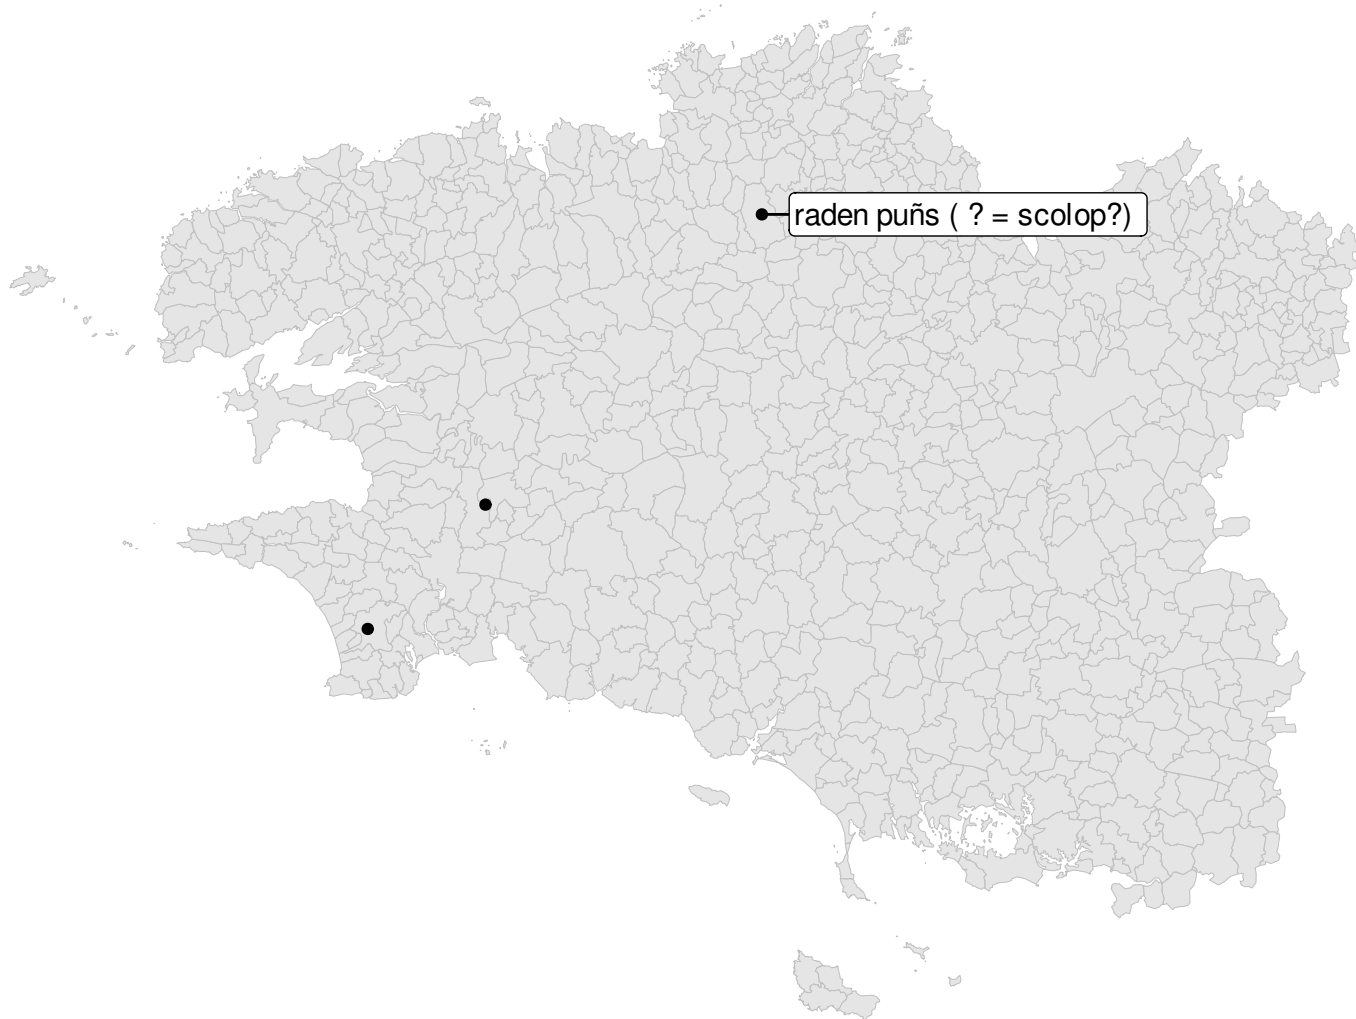 raden puñs ( ? = scolop?)